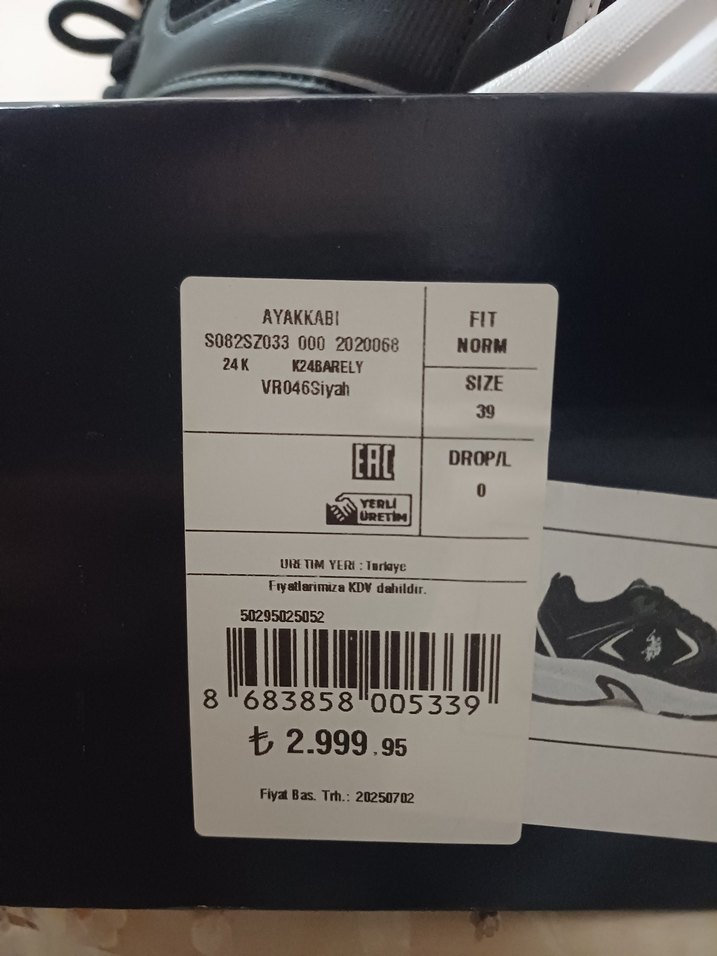 AYAKKABI
S082SZ033 000 2020068
24 K K24BARELY
VR046Siyah
FIT
NORM
SIZE
39
DROP/L
0
EAC
YERLİ
ÜRETİM
ÜRETİM YERİ : Türkiye
Fiyatlarımıza KDV dahildir.
50295025052
8 683858 005339
₺ 2.999.95
Fiyat Bas. Trh.: 20250702